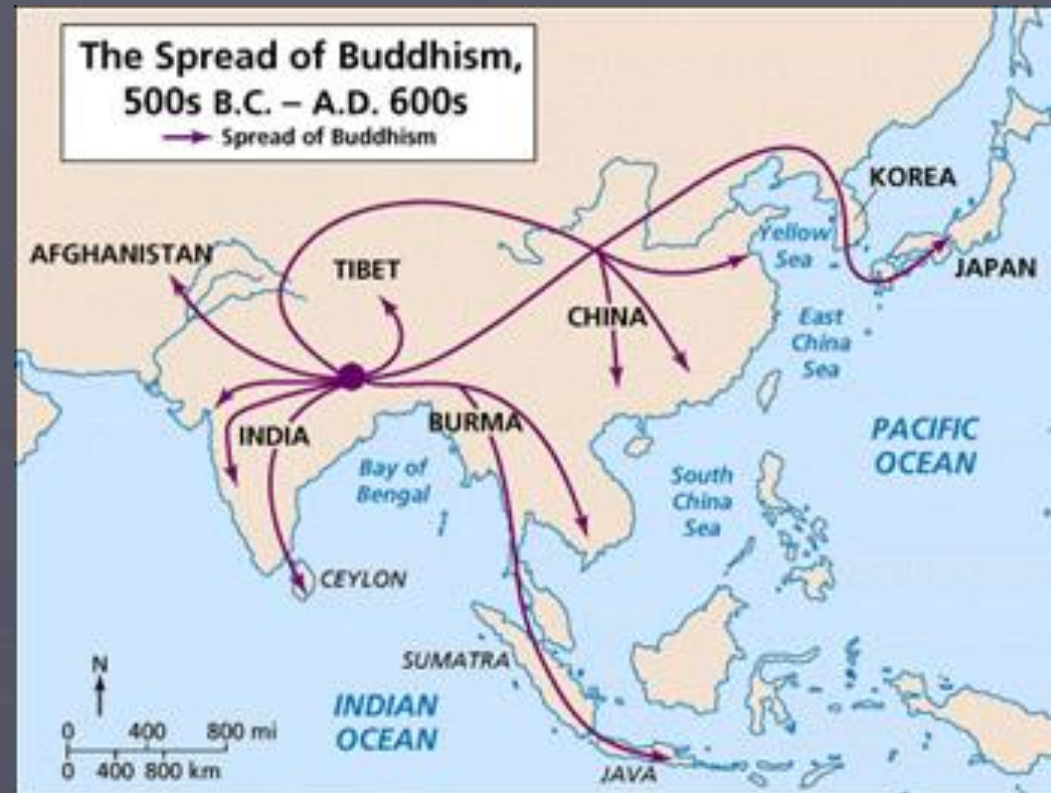 The Spread of Buddhism,
500s B.C. – A.D. 600s
Spread of Buddhism
KOREA
AFGHANISTAN
TIBET
Yellow
Sea
JAPAN
CHINA
East
China
Sea
INDIA
BURMA
PACIFIC
OCEAN
Bay of
Bengal
South
China
Sea
CEYLON
SUMATRA
INDIAN
OCEAN
JAVA
N
0 400 800 mi
0 400 800 km